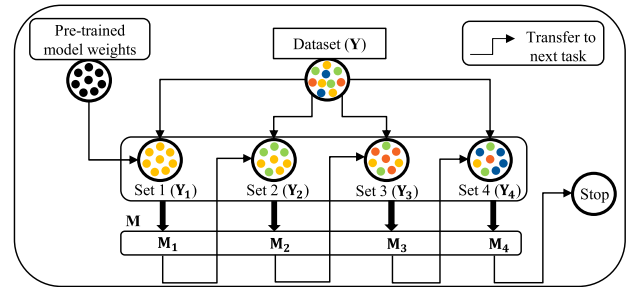 Pre-trained
model weights
Dataset (Y)
Transfer to
next task
Set 1 (Y1)
Set 2 (Y2)
Set 3 (Y3)
Set 4 (Y4)
Stop
M
M1
M2
M3
M4